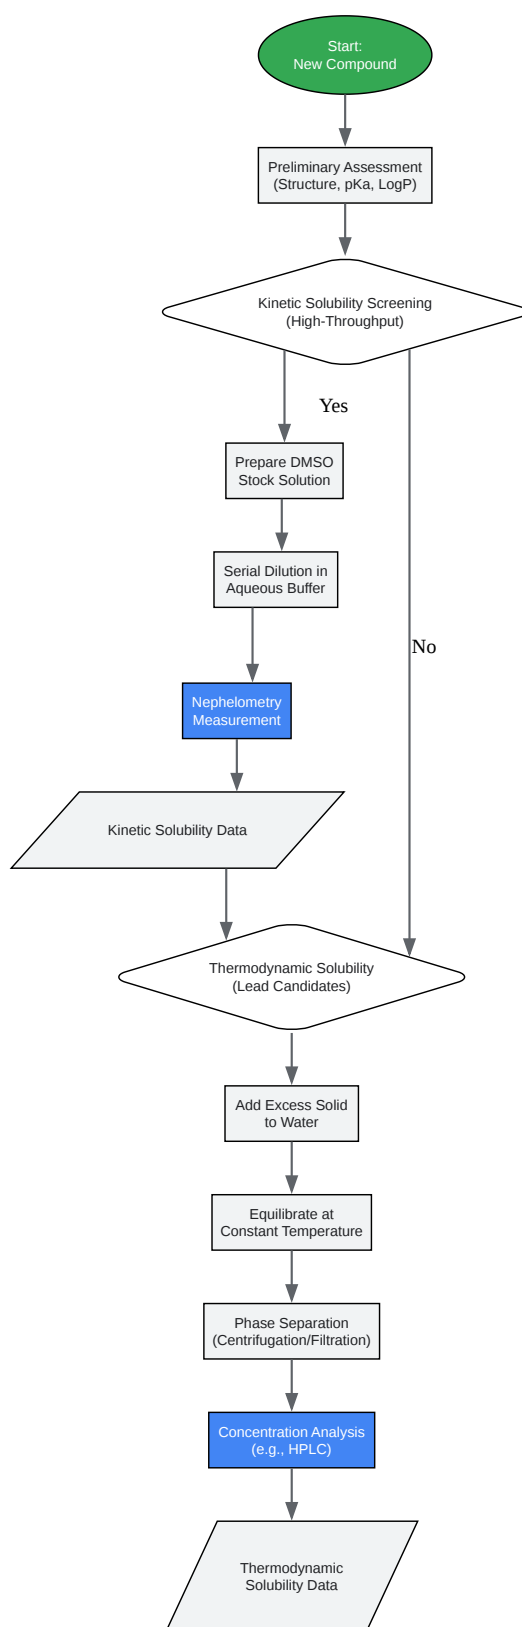 Start:
New Compound
Preliminary Assessment
(Structure, pKa, LogP)
Kinetic Solubility Screening
(High-Throughput)
Yes
Prepare DMSO
Stock Solution
Serial Dilution in
Aqueous Buffer
No
Nephelometry
Measurement
Kinetic Solubility Data
Thermodynamic Solubility
(Lead Candidates)
Add Excess Solid
to Water
Equilibrate at
Constant Temperature
Phase Separation
(Centrifugation/Filtration)
Concentration Analysis
(e.g., HPLC)
Thermodynamic
Solubility Data